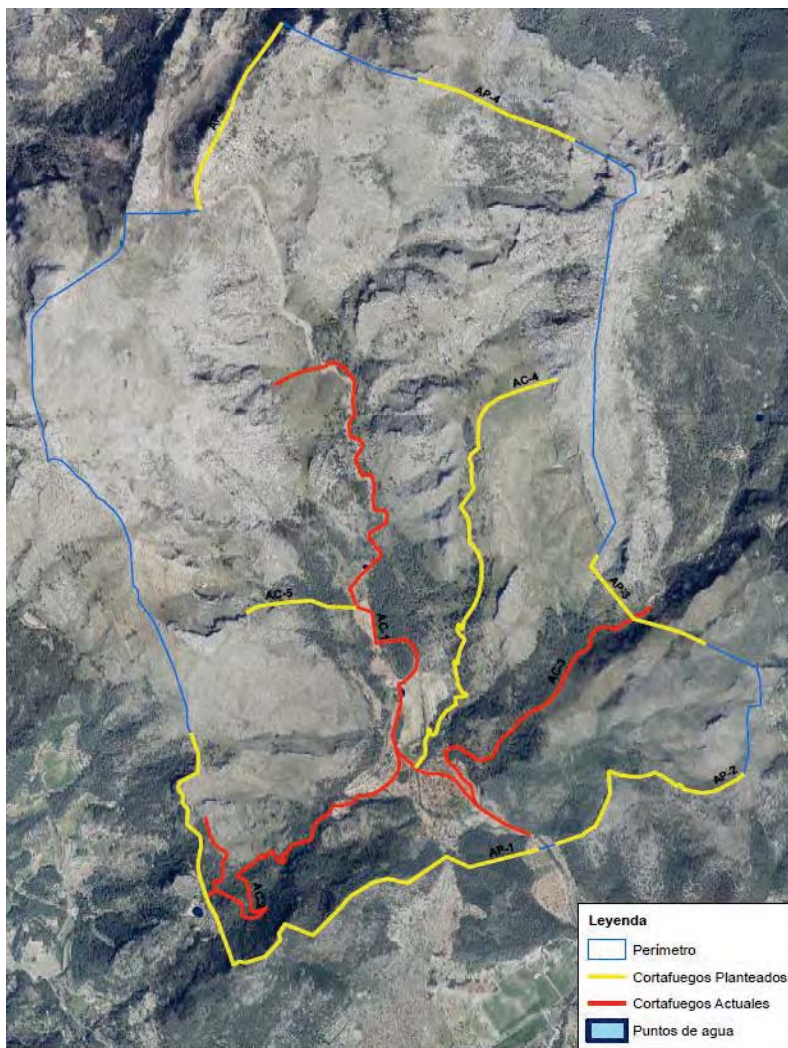 AP-4
AC-4
AP-3
AC-5
AC-1
AC-3
AP-2
AP-1
Leyenda
Perímetro
Cortafuegos Planteados
Cortafuegos Actuales
Puntos de agua